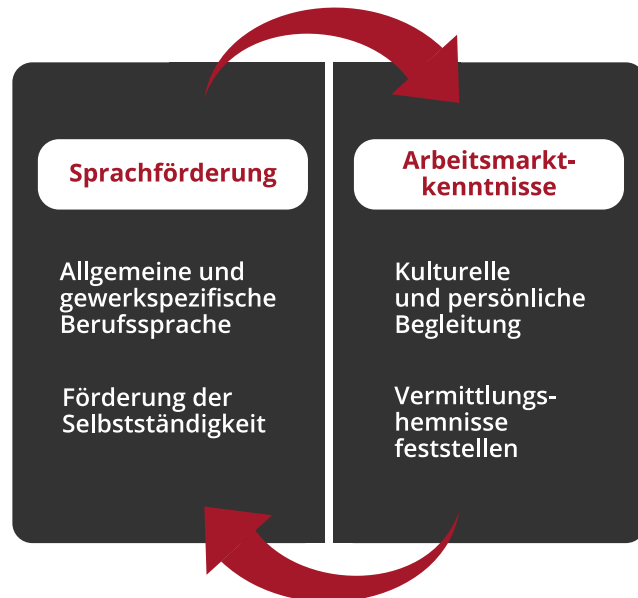 Sprachförderung
Allgemeine und
gewerkspezifische
Berufssprache
Förderung der
Selbstständigkeit
Arbeitsmarkt-
kenntnisse
Kulturelle
und persönliche
Begleitung
Vermittlungs-
hemnisse
feststellen